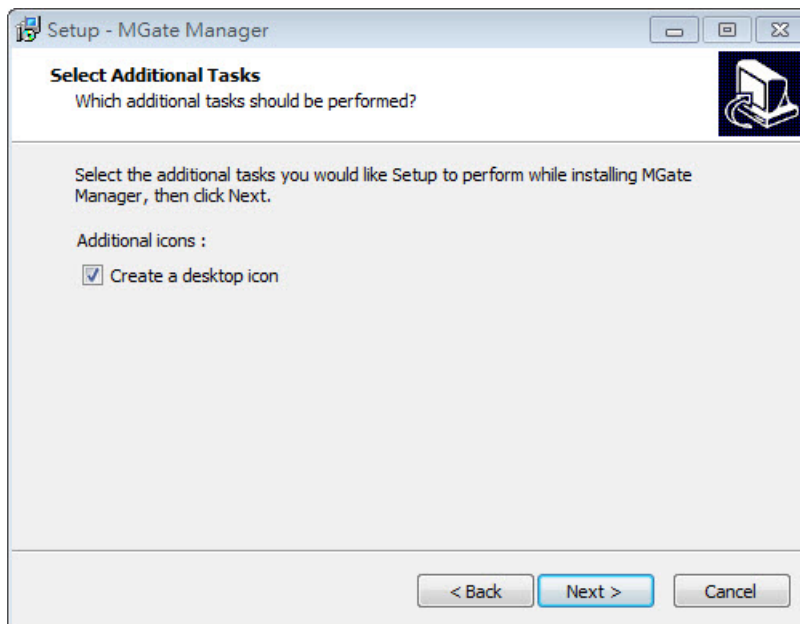 Setup - MGate Manager
Select Additional Tasks
Which additional tasks should be performed?
Select the additional tasks you would like Setup to perform while installing MGate
Manager, then click Next.
Additional icons :
Create a desktop icon
< Back
Next >
Cancel